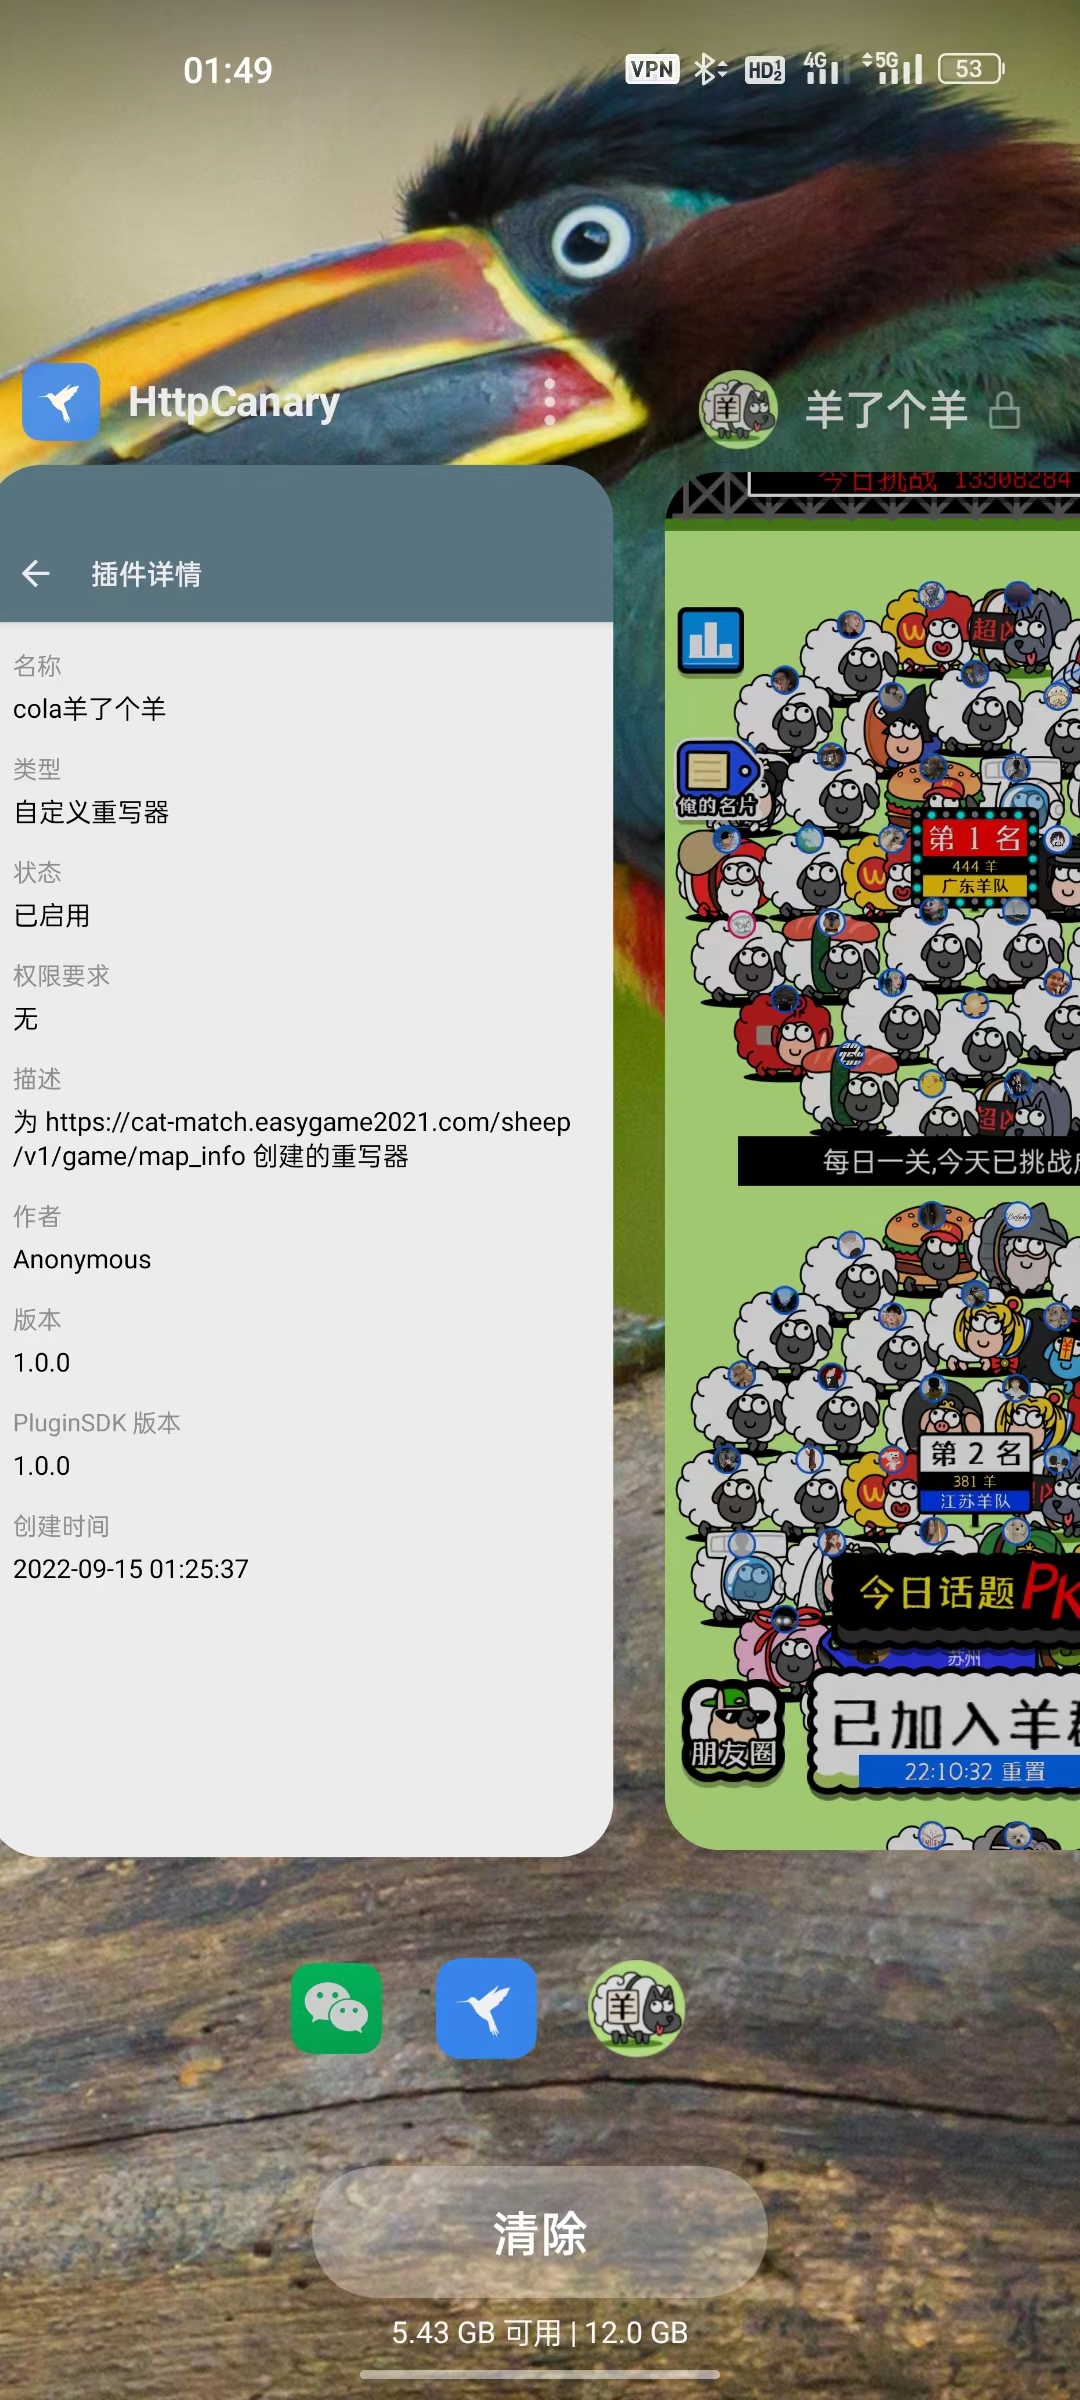 01:49
VPN
HD
4G
5G
53
HttpCanary
羊了个羊
插件详情
名称
cola羊了个羊
类型
自定义重写器
状态
已启用
权限要求
无
描述
为 https://cat-match.easygame2021.com/sheep
/v1/game/map_info 创建的重写器
作者
Anonymous
版本
1.0.0
PluginSDK 版本
1.0.0
创建时间
2022-09-15 01:25:37
今日挑战 13308284
俺的名片
第 1 名
444 羊
广东羊队
每日一关,今天已挑战
第 2 名
381 羊
江苏羊队
今日话题PK
苏州
朋友圈
已加入羊
22:10:32 重置
清除
5.43 GB 可用 | 12.0 GB